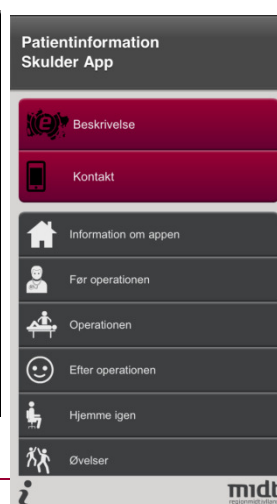 Patientinformation
Skulder App
Beskrivelse
Kontakt
Information om appen
Før operationen
Operationen
Efter operationen
Hjemme igen
Øvelser
midt